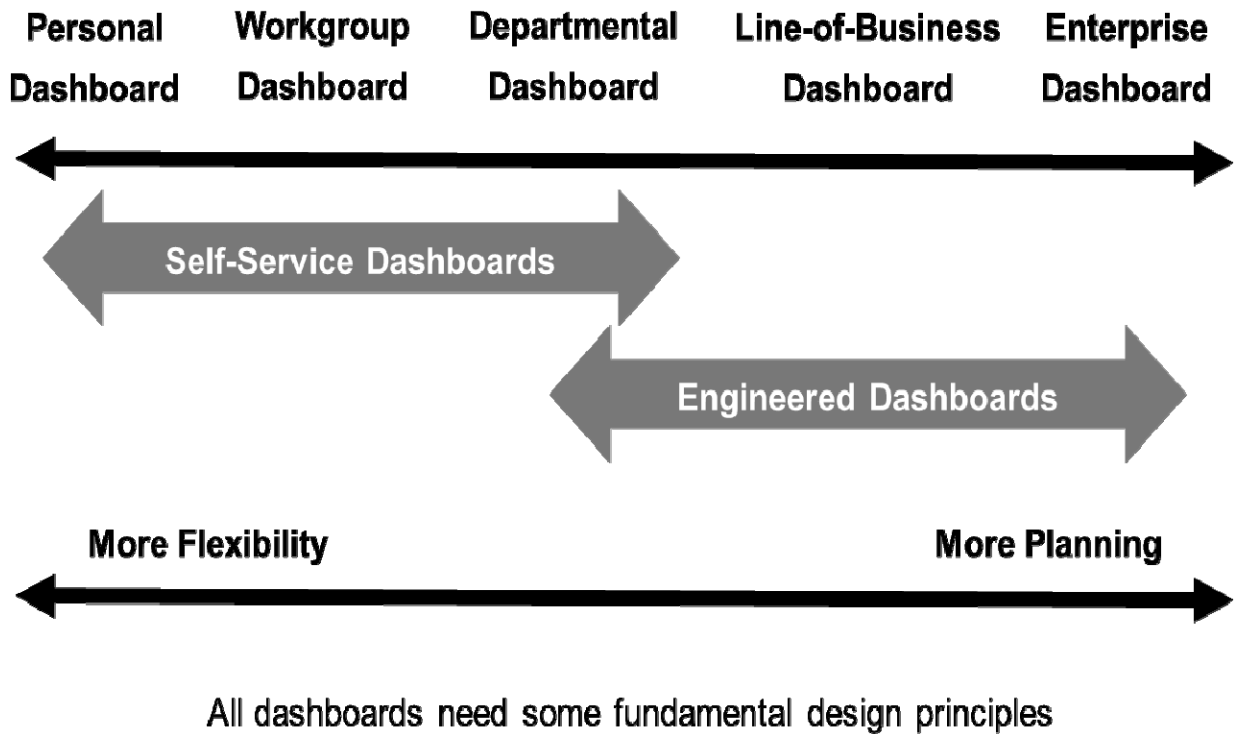 Personal Dashboard
Workgroup Dashboard
Departmental Dashboard
Line-of-Business Dashboard
Enterprise Dashboard
Self-Service Dashboards
Engineered Dashboards
More Flexibility
More Planning
All dashboards need some fundamental design principles